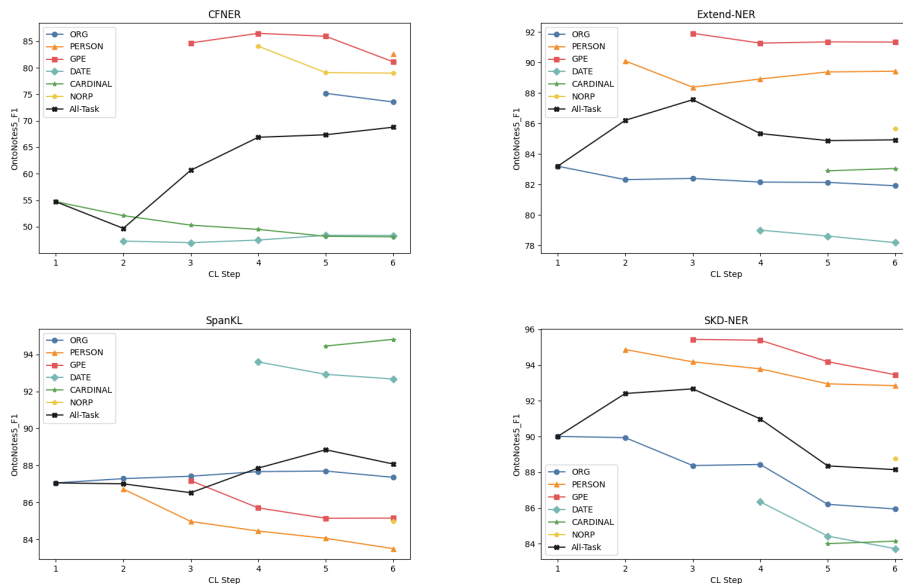 CFNER
ORG
PERSON
GPE
DATE
CARDINAL
NORP
All-Task
OntoNotes5_F1
85
80
75
70
65
60
55
50
1 2 3 4 5 6
CL Step
Extend-NER
ORG
PERSON
GPE
DATE
CARDINAL
NORP
All-Task
OntoNotes5_F1
92
90
88
86
84
82
80
78
1 2 3 4 5 6
CL Step
SpanKL
ORG
PERSON
GPE
DATE
CARDINAL
NORP
All-Task
OntoNotes5_F1
94
92
90
88
86
84
1 2 3 4 5 6
CL Step
SKD-NER
OntoNotes5_F1
96
94
92
90
88
86
84
ORG
PERSON
GPE
DATE
CARDINAL
NORP
All-Task
1 2 3 4 5 6
CL Step